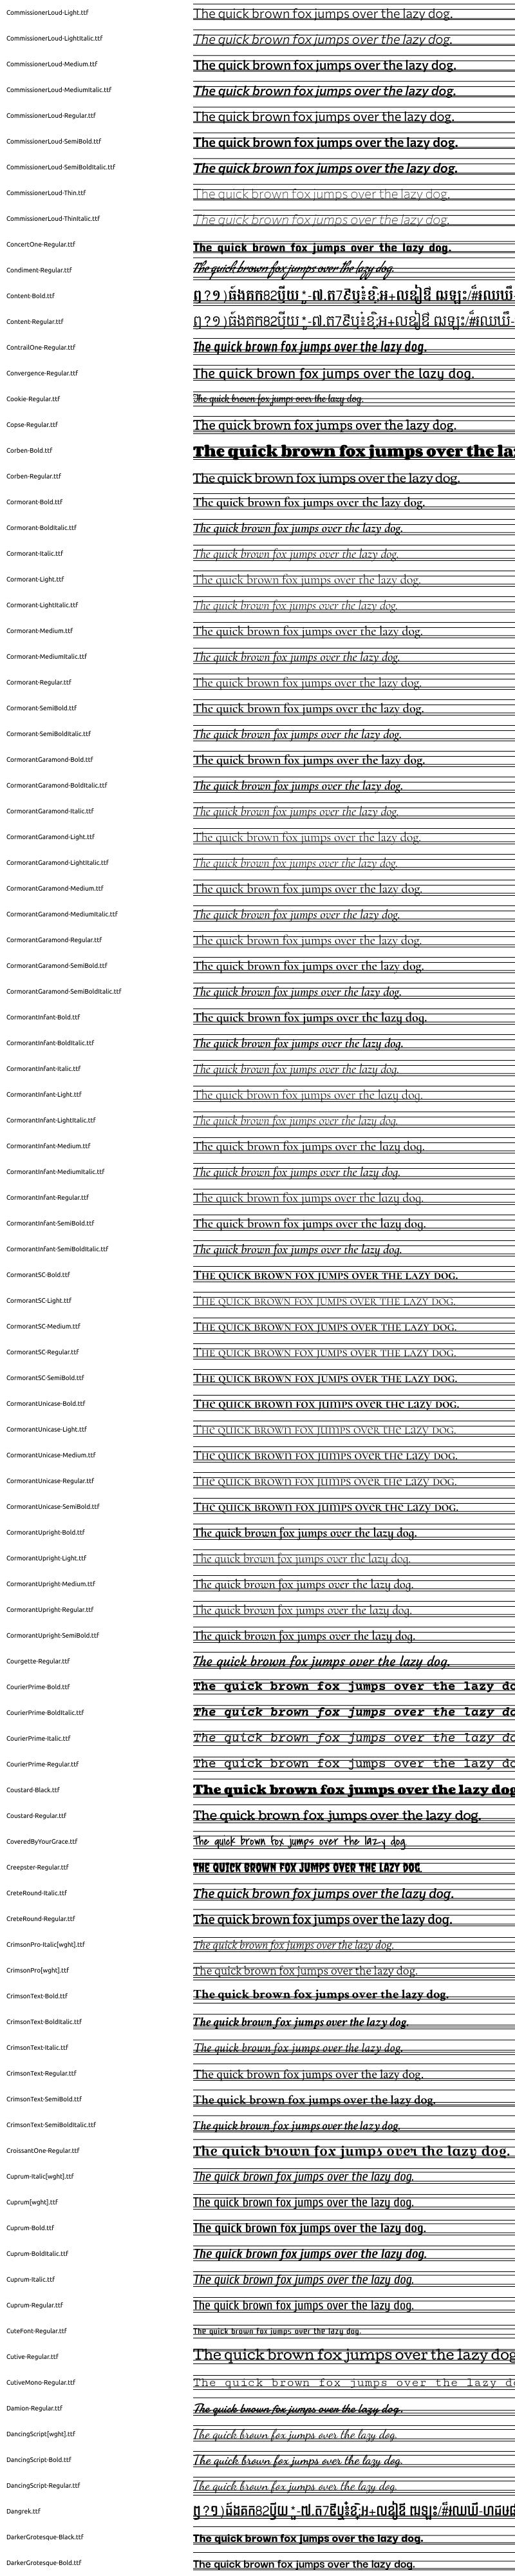 CommissionerLoud-Light.ttf The quick brown fox jumps over the lazy dog.
CommissionerLoud-LightItalic.ttf The quick brown fox jumps over the lazy dog.
CommissionerLoud-Medium.ttf The quick brown fox jumps over the lazy dog.
CommissionerLoud-MediumItalic.ttf The quick brown fox jumps over the lazy dog.
CommissionerLoud-Regular.ttf The quick brown fox jumps over the lazy dog.
CommissionerLoud-SemiBold.ttf The quick brown fox jumps over the lazy dog.
CommissionerLoud-SemiBoldItalic.ttf The quick brown fox jumps over the lazy dog.
CommissionerLoud-Thin.ttf The quick brown fox jumps over the lazy dog.
CommissionerLoud-ThinItalic.ttf The quick brown fox jumps over the lazy dog.
ConcertOne-Regular.ttf The quick brown fox jumps over the lazy dog.
Condiment-Regular.ttf The quick brown fox jumps over the lazy dog.
Content-Bold.ttf
Content-Regular.ttf
ContrailOne-Regular.ttf The quick brown fox jumps over the lazy dog.
Convergence-Regular.ttf The quick brown fox jumps over the lazy dog.
Cookie-Regular.ttf The quick brown fox jumps over the lazy dog.
Copse-Regular.ttf The quick brown fox jumps over the lazy dog.
Corben-Bold.ttf The quick brown fox jumps over the la
Corben-Regular.ttf The quick brown fox jumps over the lazy dog.
Cormorant-Bold.ttf The quick brown fox jumps over the lazy dog.
Cormorant-BoldItalic.ttf The quick brown fox jumps over the lazy dog.
Cormorant-Italic.ttf The quick brown fox jumps over the lazy dog.
Cormorant-Light.ttf The quick brown fox jumps over the lazy dog.
Cormorant-LightItalic.ttf The quick brown fox jumps over the lazy dog.
Cormorant-Medium.ttf The quick brown fox jumps over the lazy dog.
Cormorant-MediumItalic.ttf The quick brown fox jumps over the lazy dog.
Cormorant-Regular.ttf The quick brown fox jumps over the lazy dog.
Cormorant-SemiBold.ttf The quick brown fox jumps over the lazy dog.
Cormorant-SemiBoldItalic.ttf The quick brown fox jumps over the lazy dog.
CormorantGaramond-Bold.ttf The quick brown fox jumps over the lazy dog.
CormorantGaramond-BoldItalic.ttf The quick brown fox jumps over the lazy dog.
CormorantGaramond-Italic.ttf The quick brown fox jumps over the lazy dog.
CormorantGaramond-Light.ttf The quick brown fox jumps over the lazy dog.
CormorantGaramond-LightItalic.ttf The quick brown fox jumps over the lazy dog.
CormorantGaramond-Medium.ttf The quick brown fox jumps over the lazy dog.
CormorantGaramond-MediumItalic.ttf The quick brown fox jumps over the lazy dog.
CormorantGaramond-Regular.ttf The quick brown fox jumps over the lazy dog.
CormorantGaramond-SemiBold.ttf The quick brown fox jumps over the lazy dog.
CormorantGaramond-SemiBoldItalic.ttf The quick brown fox jumps over the lazy dog.
CormorantInfant-Bold.ttf The quick brown fox jumps over the lazy dog.
CormorantInfant-BoldItalic.ttf The quick brown fox jumps over the lazy dog.
CormorantInfant-Italic.ttf The quick brown fox jumps over the lazy dog.
CormorantInfant-Light.ttf The quick brown fox jumps over the lazy dog.
CormorantInfant-LightItalic.ttf The quick brown fox jumps over the lazy dog.
CormorantInfant-Medium.ttf The quick brown fox jumps over the lazy dog.
CormorantInfant-MediumItalic.ttf The quick brown fox jumps over the lazy dog.
CormorantInfant-Regular.ttf The quick brown fox jumps over the lazy dog.
CormorantInfant-SemiBold.ttf The quick brown fox jumps over the lazy dog.
CormorantInfant-SemiBoldItalic.ttf The quick brown fox jumps over the lazy dog.
CormorantSC-Bold.ttf THE QUICK BROWN FOX JUMPS OVER THE LAZY DOG.
CormorantSC-Light.ttf THE QUICK BROWN FOX JUMPS OVER THE LAZY DOG.
CormorantSC-Medium.ttf THE QUICK BROWN FOX JUMPS OVER THE LAZY DOG.
CormorantSC-Regular.ttf THE QUICK BROWN FOX JUMPS OVER THE LAZY DOG.
CormorantSC-SemiBold.ttf THE QUICK BROWN FOX JUMPS OVER THE LAZY DOG.
CormorantUnicase-Bold.ttf The quick brown fox jumps over the lazy dog.
CormorantUnicase-Light.ttf The quick brown fox jumps over the lazy dog.
CormorantUnicase-Medium.ttf The quick brown fox jumps over the lazy dog.
CormorantUnicase-Regular.ttf The quick brown fox jumps over the lazy dog.
CormorantUnicase-SemiBold.ttf The quick brown fox jumps over the lazy dog.
CormorantUpright-Bold.ttf The quick brown fox jumps over the lazy dog.
CormorantUpright-Light.ttf The quick brown fox jumps over the lazy dog.
CormorantUpright-Medium.ttf The quick brown fox jumps over the lazy dog.
CormorantUpright-Regular.ttf The quick brown fox jumps over the lazy dog.
CormorantUpright-SemiBold.ttf The quick brown fox jumps over the lazy dog.
Courgette-Regular.ttf The quick brown fox jumps over the lazy dog.
CourierPrime-Bold.ttf The quick brown fox jumps over the lazy do
CourierPrime-BoldItalic.ttf The quick brown fox jumps over the lazy do
CourierPrime-Italic.ttf The quick brown fox jumps over the lazy do
CourierPrime-Regular.ttf The quick brown fox jumps over the lazy do
Coustard-Black.ttf The quick brown fox jumps over the lazy dog
Coustard-Regular.ttf The quick brown fox jumps over the lazy dog.
CoveredByYourGrace.ttf The quick brown fox jumps over the lazy dog.
Creepster-Regular.ttf THE QUICK BROWN FOX JUMPS OVER THE LAZY DOG.
CreteRound-Italic.ttf The quick brown fox jumps over the lazy dog.
CreteRound-Regular.ttf The quick brown fox jumps over the lazy dog.
CrimsonPro-Italic[wght].ttf The quick brown fox jumps over the lazy dog.
CrimsonPro[wght].ttf The quick brown fox jumps over the lazy dog.
CrimsonText-Bold.ttf The quick brown fox jumps over the lazy dog.
CrimsonText-BoldItalic.ttf The quick brown fox jumps over the lazy dog.
CrimsonText-Italic.ttf The quick brown fox jumps over the lazy dog.
CrimsonText-Regular.ttf The quick brown fox jumps over the lazy dog.
CrimsonText-SemiBold.ttf The quick brown fox jumps over the lazy dog.
CrimsonText-SemiBoldItalic.ttf The quick brown fox jumps over the lazy dog.
CroissantOne-Regular.ttf The quick brown fox jumps over the lazy dog.
Cuprum-Italic[wght].ttf The quick brown fox jumps over the lazy dog.
Cuprum[wght].ttf The quick brown fox jumps over the lazy dog.
Cuprum-Bold.ttf The quick brown fox jumps over the lazy dog.
Cuprum-BoldItalic.ttf The quick brown fox jumps over the lazy dog.
Cuprum-Italic.ttf The quick brown fox jumps over the lazy dog.
Cuprum-Regular.ttf The quick brown fox jumps over the lazy dog.
CuteFont-Regular.ttf The quick brown fox jumps over the lazy dog.
Cutive-Regular.ttf The quick brown fox jumps over the lazy dog
CutiveMono-Regular.ttf The quick brown fox jumps over the lazy d
Damion-Regular.ttf The quick brown fox jumps over the lazy dog.
DancingScript[wght].ttf The quick brown fox jumps over the lazy dog.
DancingScript-Bold.ttf The quick brown fox jumps over the lazy dog.
DancingScript-Regular.ttf The quick brown fox jumps over the lazy dog.
Dangrek.ttf
DarkerGrotesque-Black.ttf The quick brown fox jumps over the lazy dog.
DarkerGrotesque-Bold.ttf The quick brown fox jumps over the lazy dog.